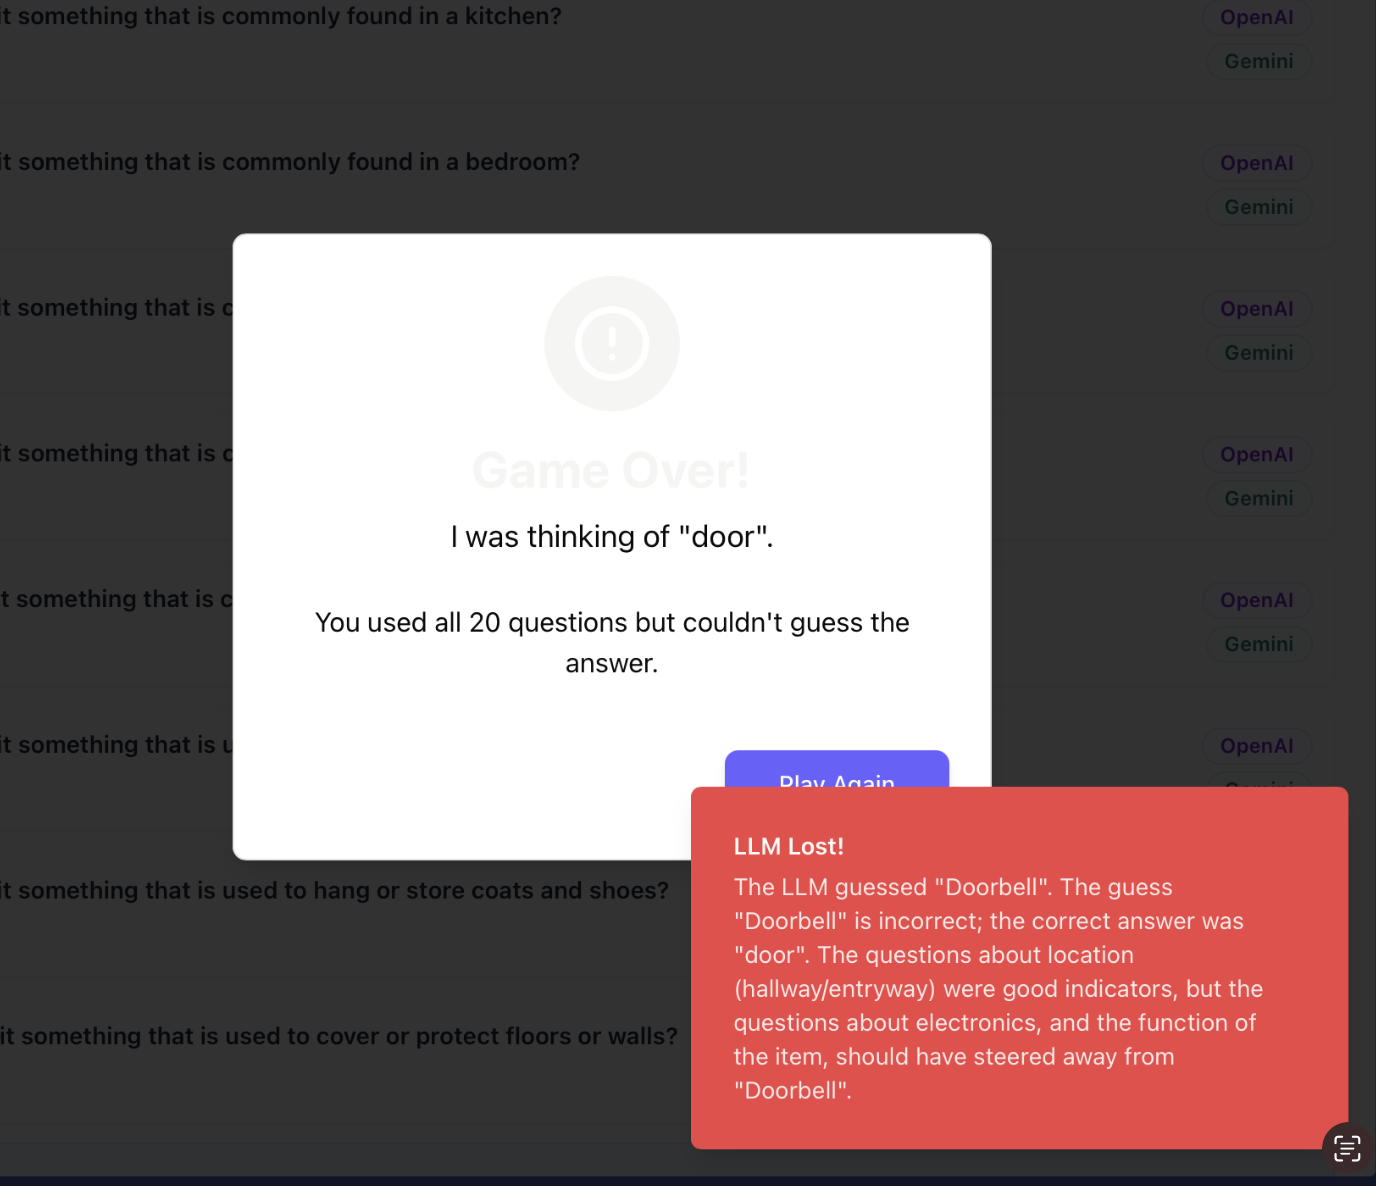 it something that is commonly found in a kitchen?
OpenAI
Gemini
it something that is commonly found in a bedroom?
OpenAI
Gemini
it something that is
OpenAI
Gemini
it something that is
OpenAI
Gemini
t something that is
OpenAI
Gemini
it something that is
OpenAI
it something that is used to hang or store coats and shoes?
it something that is used to cover or protect floors or walls?
Game Over!
I was thinking of "door".
You used all 20 questions but couldn't guess the
answer.
Play Again
LLM Lost!
The LLM guessed "Doorbell". The guess
"Doorbell" is incorrect; the correct answer was
"door". The questions about location
(hallway/entryway) were good indicators, but the
questions about electronics, and the function of
the item, should have steered away from
"Doorbell".